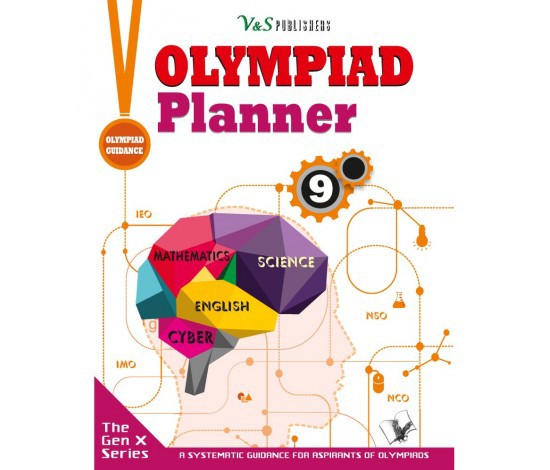 V&S PUBLISHERS
OLYMPIAD
Planner
OLYMPIAD
GUIDANCE
9
IEO
MATHEMATICS
SCIENCE
ENGLISH
CYBER
NSO
IMO
NCO
The
Gen X
Series
A SYSTEMATIC GUIDANCE FOR ASPIRANTS OF OLYMPIADS